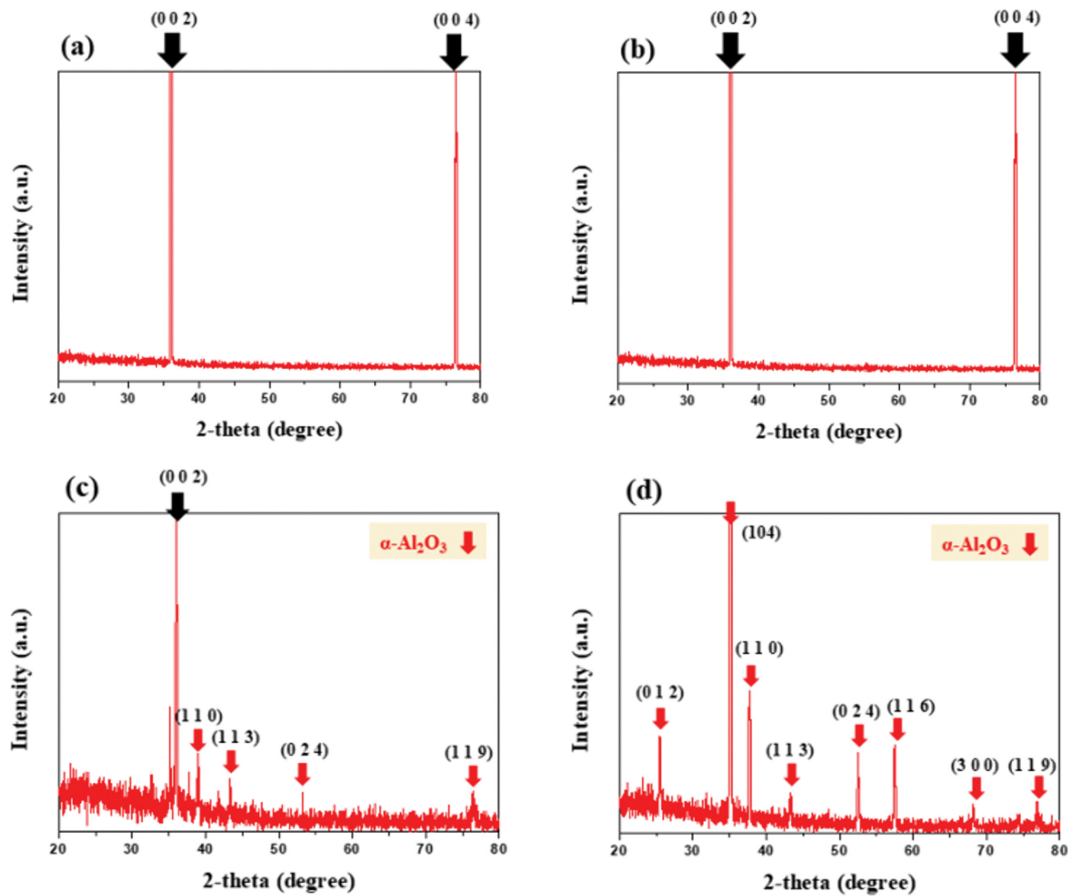 (0 0 2)
(0 0 4)
(a)
Intensity (a.u.)
20 30 40 50 60 70 80
2-theta (degree)
(0 0 2)
(0 0 4)
(b)
Intensity (a.u.)
20 30 40 50 60 70 80
2-theta (degree)
(c)
(0 0 2)
α-Al₂O₃
(1 1 0)
(1 1 3)
(0 2 4)
(1 1 9)
Intensity (a.u.)
20 30 40 50 60 70 80
2-theta (degree)
(d)
(104)
α-Al₂O₃
(0 1 2)
(1 1 0)
(1 1 3)
(0 2 4)
(1 1 6)
(3 0 0)
(1 1 9)
Intensity (a.u.)
20 30 40 50 60 70 80
2-theta (degree)